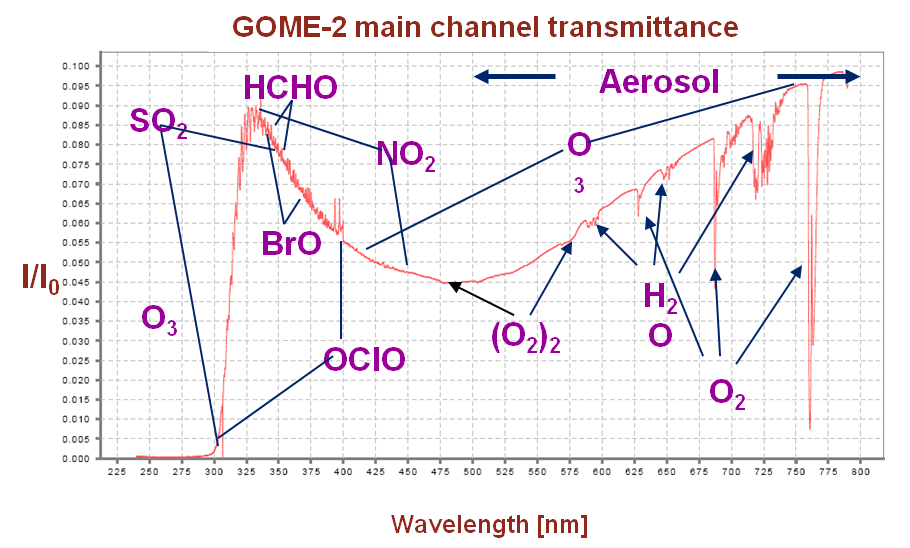 GOME-2 main channel transmittance
0.100
0.095
0.090
0.085
0.080
0.075
0.070
0.065
0.060
0.055
0.050
0.045
0.040
0.035
0.030
0.025
0.020
0.015
0.010
0.005
0.000
I/I₀
Aerosol
HCHO
SO₂
NO₂
O
3
BrO
O₃
OClO
(O₂)₂
H₂
O
O₂
225 250 275 300 325 350 375 400 425 450 475 500 525 550 575 600 625 650 675 700 725 750 775 800
Wavelength [nm]